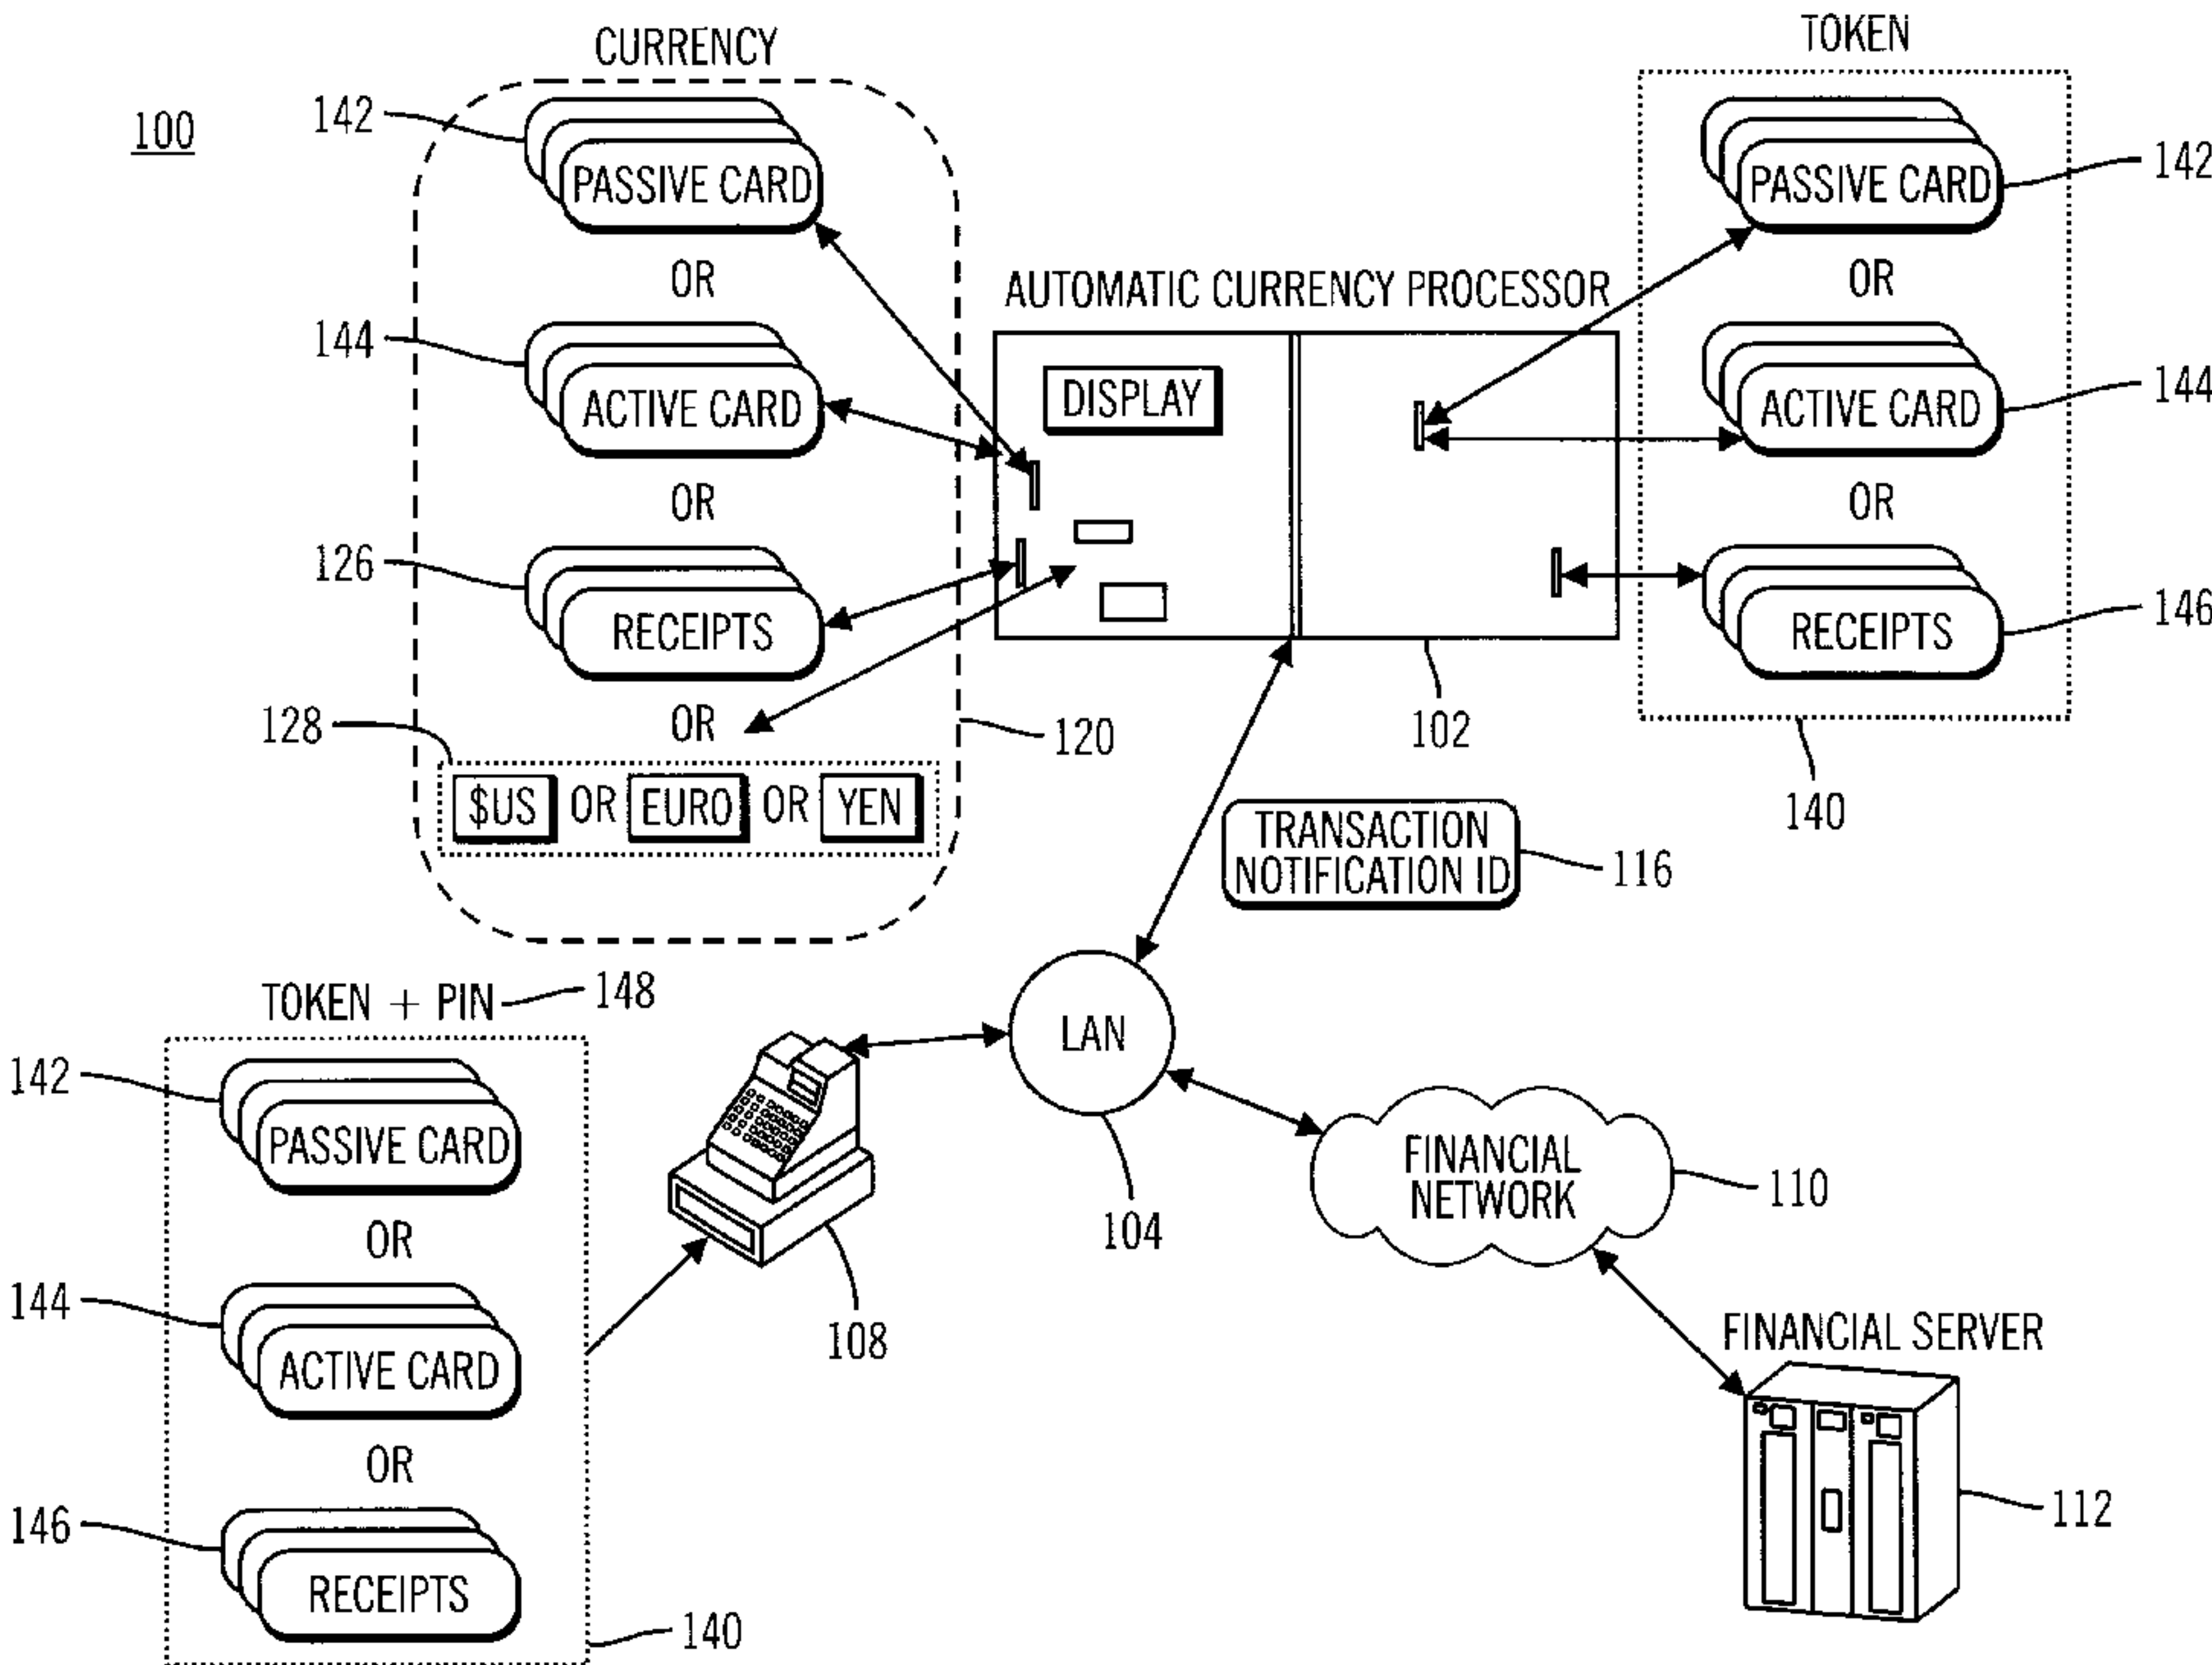 100
CURRENCY
142
PASSIVE CARD
OR
144
ACTIVE CARD
OR
126
RECEIPTS
OR
128
$US OR EURO OR YEN
120
AUTOMATIC CURRENCY PROCESSOR
DISPLAY
102
TOKEN
PASSIVE CARD
142
OR
ACTIVE CARD
144
OR
RECEIPTS
146
140
TRANSACTION
NOTIFICATION ID
116
TOKEN + PIN
148
142
PASSIVE CARD
OR
144
ACTIVE CARD
OR
146
RECEIPTS
140
108
LAN
104
FINANCIAL
NETWORK
110
FINANCIAL SERVER
112